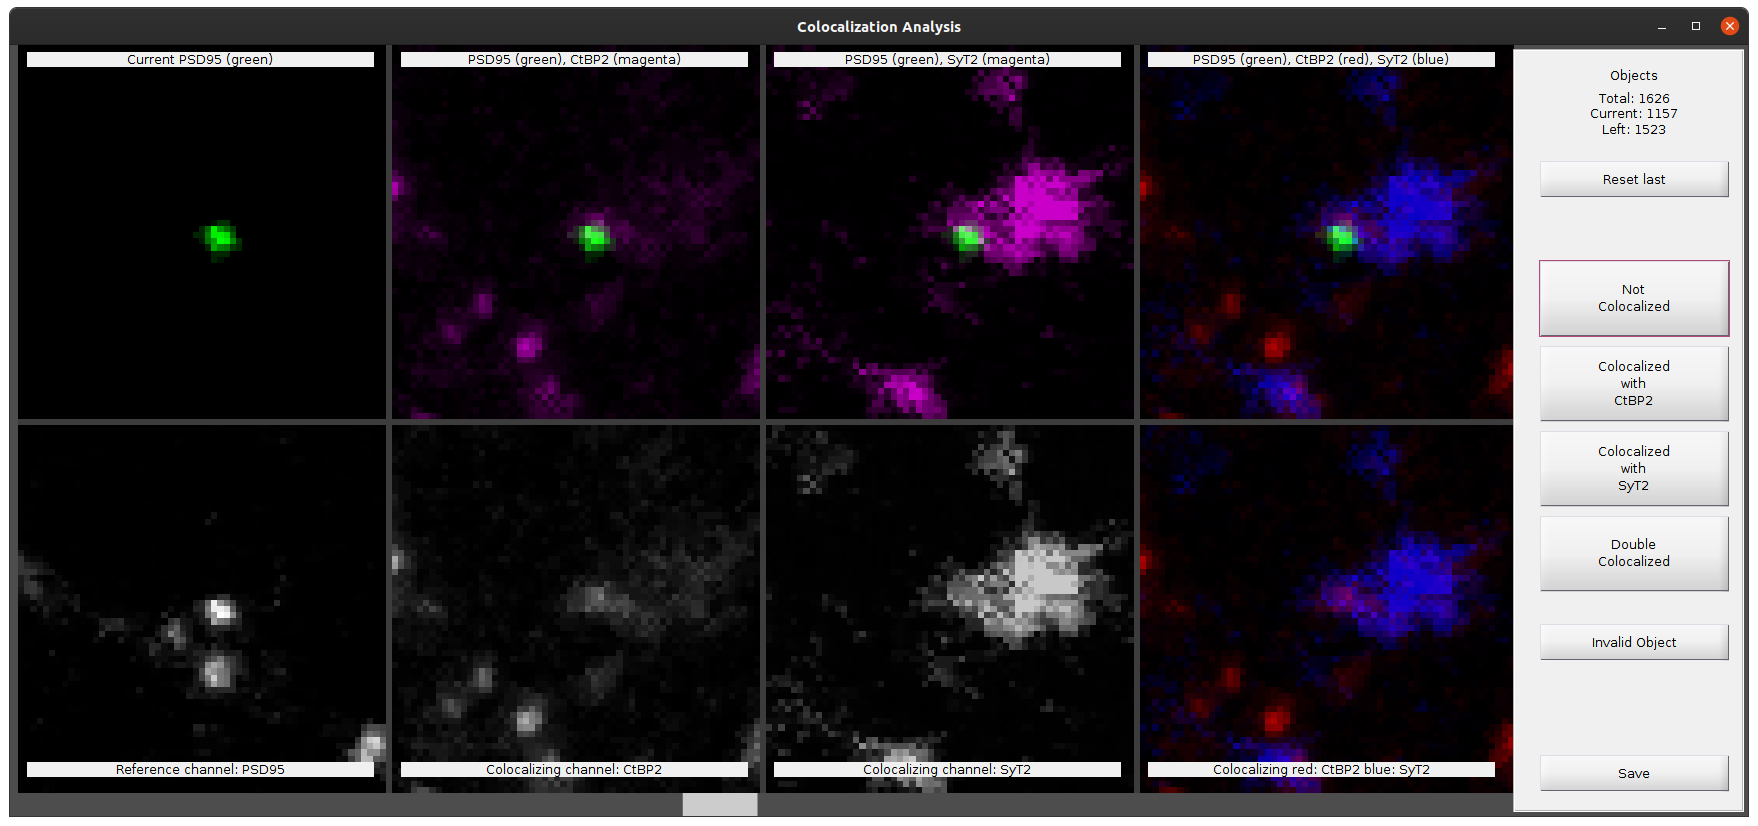 Colocalization Analysis
Current PSD95 (green)
PSD95 (green), CtBP2 (magenta)
PSD95 (green), SyT2 (magenta)
PSD95 (green), CtBP2 (red), SyT2 (blue)
Reference channel: PSD95
Colocalizing channel: CtBP2
Colocalizing channel: SyT2
Colocalizing red: CtBP2 blue: SyT2
Objects
Total: 1626
Current: 1157
Left: 1523
Reset last
Not
Colocalized
Colocalized
with
CtBP2
Colocalized
with
SyT2
Double
Colocalized
Invalid Object
Save